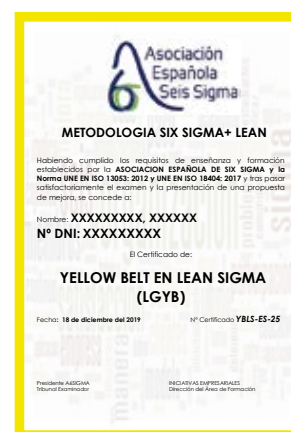 Asociación
Española
Seis Sigma
METODOLOGIA SIX SIGMA+ LEAN
Habiendo cumplido los requisitos de enseñanza y formación
establecidos por la ASOCIACION ESPAÑOLA DE SIX SIGMA y la
Norma UNE EN ISO 13053: 2012 y UNE EN ISO 18404: 2017 y tras pasar
satisfactoriamente el examen y la presentación de una propuesta
de mejora, se concede a:
Nombre: XXXXXXXXX, XXXXXX
Nº DNI: XXXXXXXXX
El Certificado de:
YELLOW BELT EN LEAN SIGMA
(LGYB)
Fecha: 18 de diciembre del 2019 Nº Certificado YBLS-ES-25
Presidente AeSIGMA INICIATIVAS EMPRESARIALES
Tribunal Examinador Dirección del Área de Formación